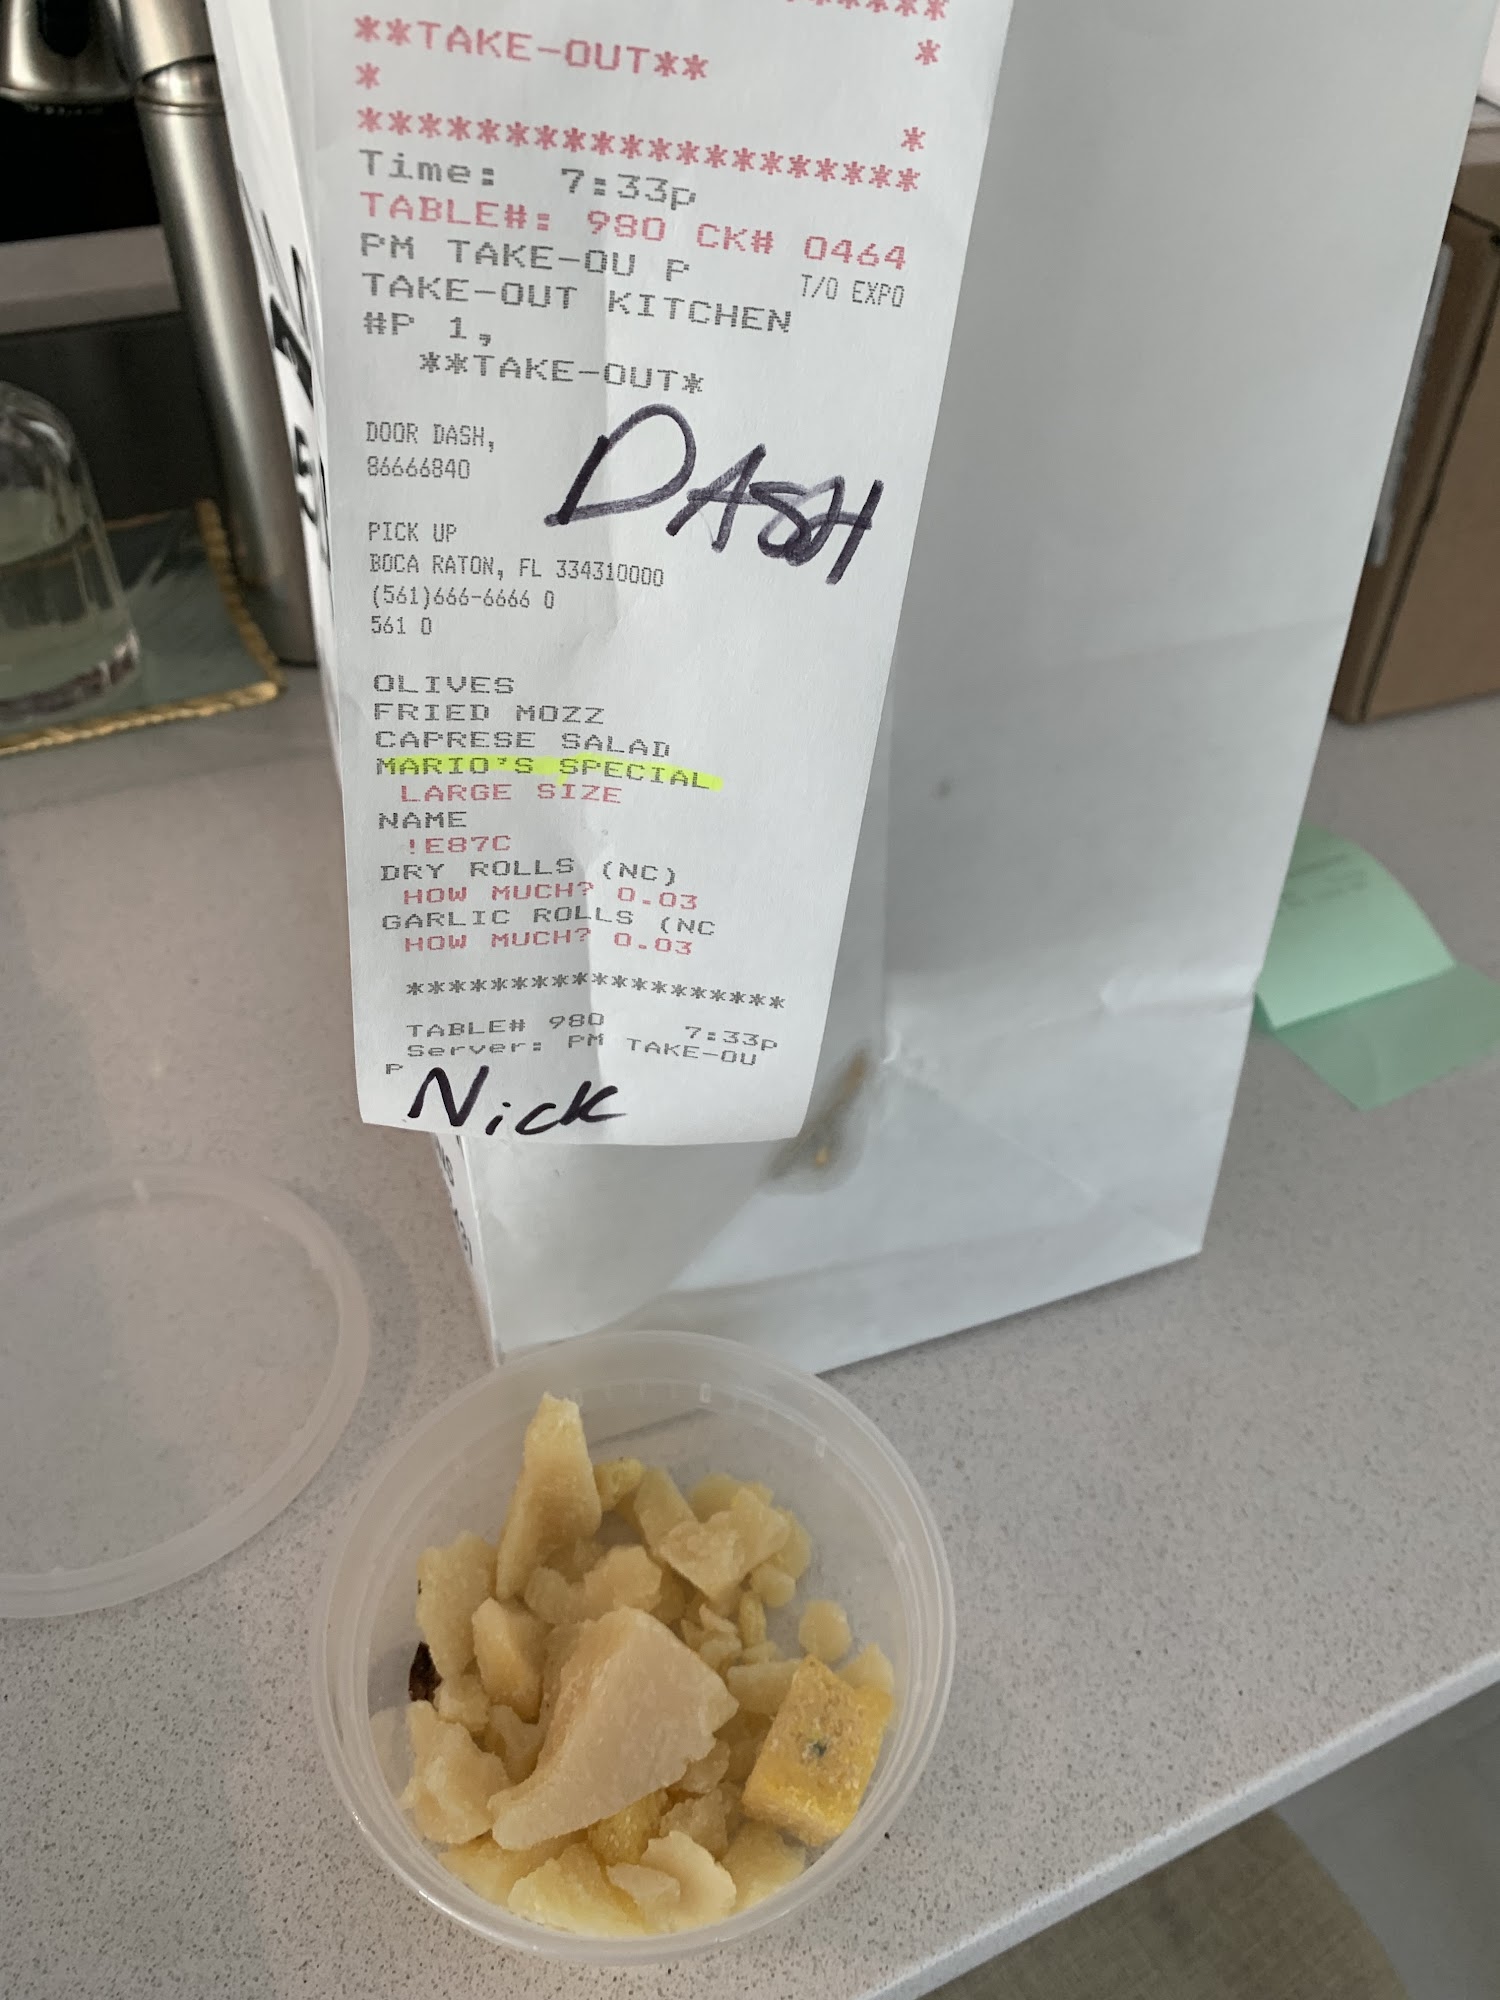 **TAKE-OUT** *
*
******************* *
Time: 7:33p
TABLE#: 980 CK# 0464
PM TAKE-OU P T/O EXPO
TAKE-OUT KITCHEN
#P 1,
**TAKE-OUT*
DOOR DASH,
86666840
DASH
PICK UP
BOCA RATON, FL 334310000
(561)666-6666 0
561 0
OLIVES
FRIED MOZZ
CAPRESE SALAD
MARIO'S SPECIAL
LARGE SIZE
NAME
!E87C
DRY ROLLS (NC)
HOW MUCH? 0.03
GARLIC ROLLS (NC
HOW MUCH? 0.03
*******************
TABLE# 980 7:33p
Server: PM TAKE-OU
P
Nick